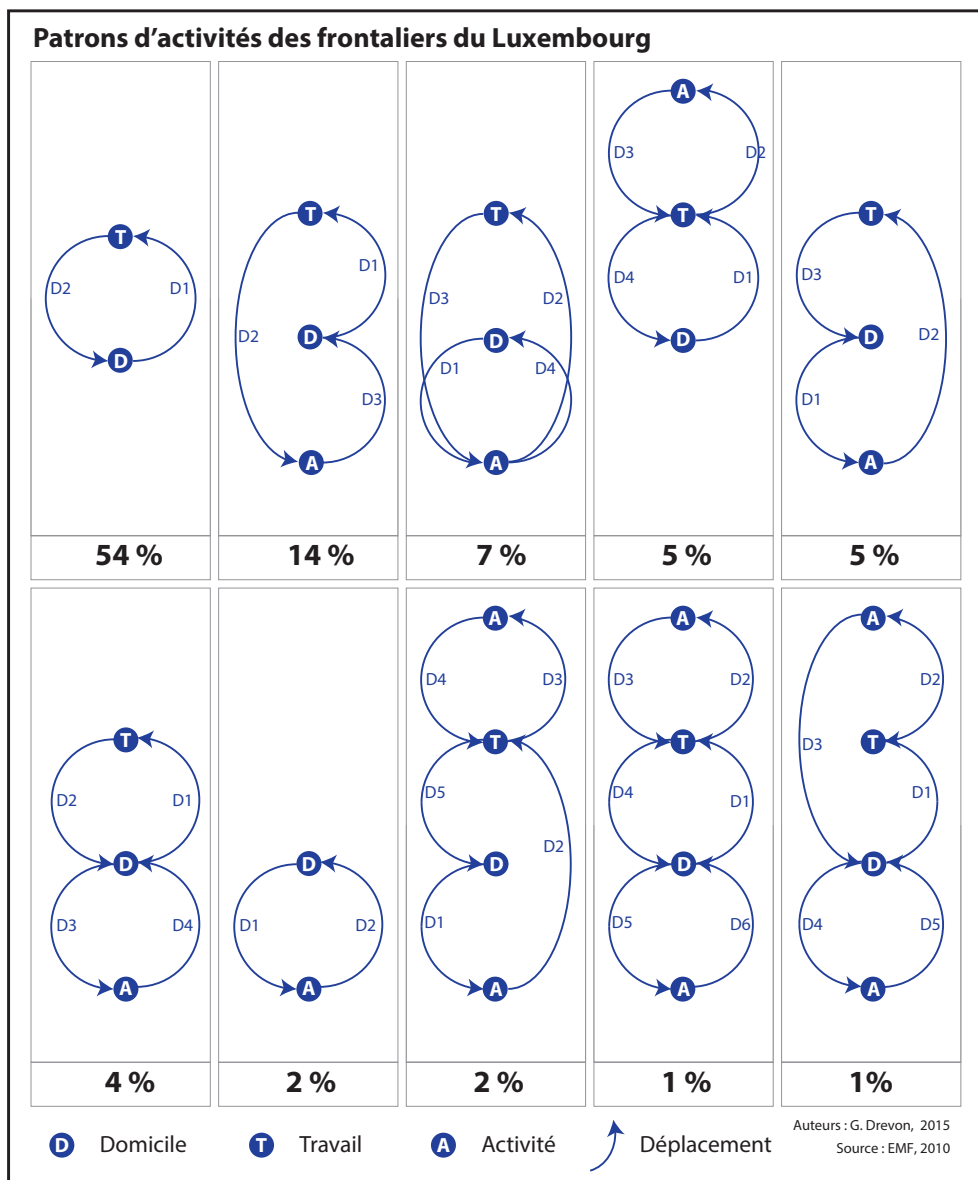 Patrons d’activités des frontaliers du Luxembourg
T
D2
D1
D
T
D1
D2
D
D3
A
T
D3
D2
D
D1
D4
A
A
D3
D2
T
D4
D1
D
T
D3
D
D2
D1
A
54 %
14 %
7 %
5 %
5 %
T
D2
D1
D
D3
D4
A
D
D1
D2
A
A
D4
D3
T
D5
D
D2
D1
A
A
D3
D2
T
D4
D1
D
D5
D6
A
A
D2
D3
T
D1
D
D4
D5
A
4 %
2 %
2 %
1 %
1%
D Domicile
T Travail
A Activité
Déplacement
Auteurs : G. Drevon, 2015
Source : EMF, 2010